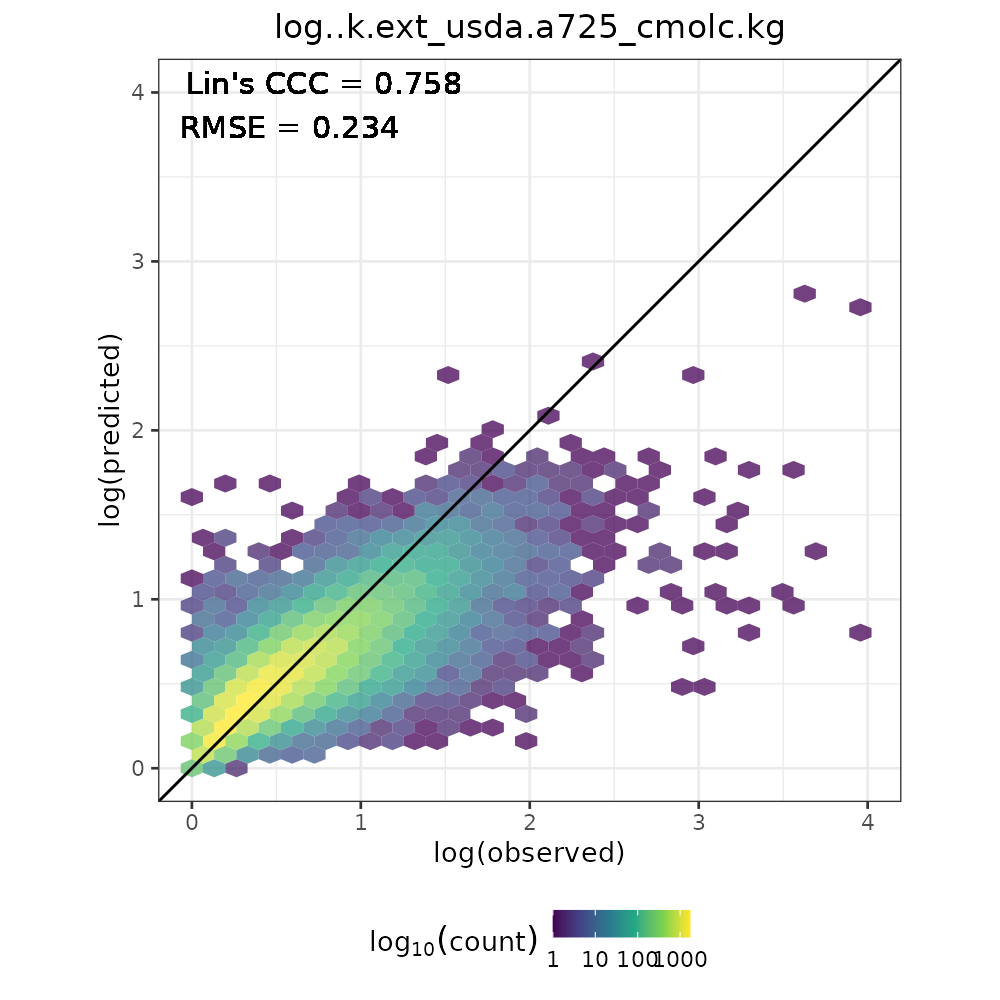 log..k.ext_usda.a725_cmolc.kg
Lin's CCC = 0.758
RMSE = 0.234
4
3
2
1
0
log(predicted)
0 1 2 3 4
log(observed)
log10(count)
1 10 100 1000